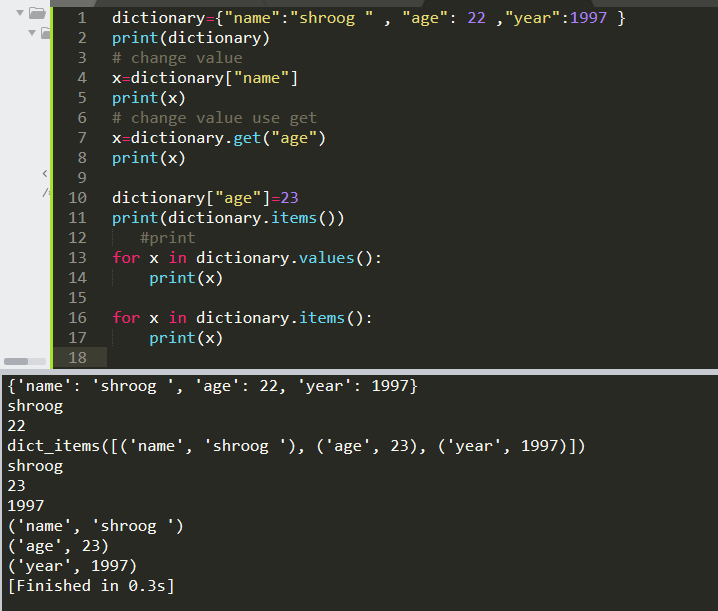 1 dictionary={"name":"shroog " , "age": 22 ,"year":1997 }
2 print(dictionary)
3 # change value
4 x=dictionary["name"]
5 print(x)
6 # change value use get
7 x=dictionary.get("age")
8 print(x)
9
10 dictionary["age"]=23
11 print(dictionary.items())
12    #print
13 for x in dictionary.values():
14     print(x)
15
16 for x in dictionary.items():
17     print(x)
18
{'name': 'shroog ', 'age': 22, 'year': 1997}
shroog
22
dict_items([('name', 'shroog '), ('age', 23), ('year', 1997)])
shroog
23
1997
('name', 'shroog ')
('age', 23)
('year', 1997)
[Finished in 0.3s]